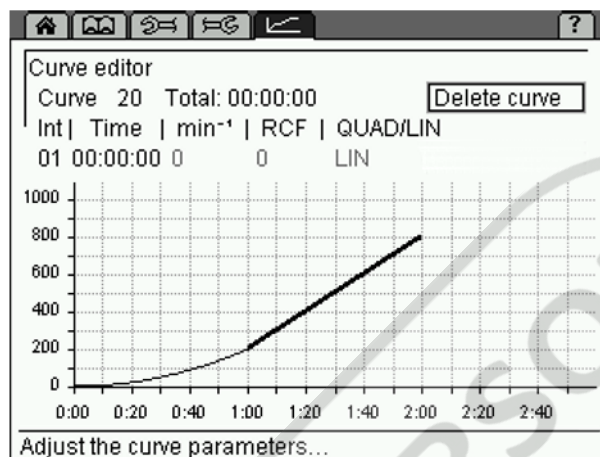 ?
Curve editor
Curve 20 Total: 00:00:00 Delete curve
Int | Time | min⁻¹ | RCF | QUAD/LIN
01 00:00:00 0 0 LIN
1000
800
600
400
200
0
0:00 0:20 0:40 1:00 1:20 1:40 2:00 2:20 2:40
Adjust the curve parameters...